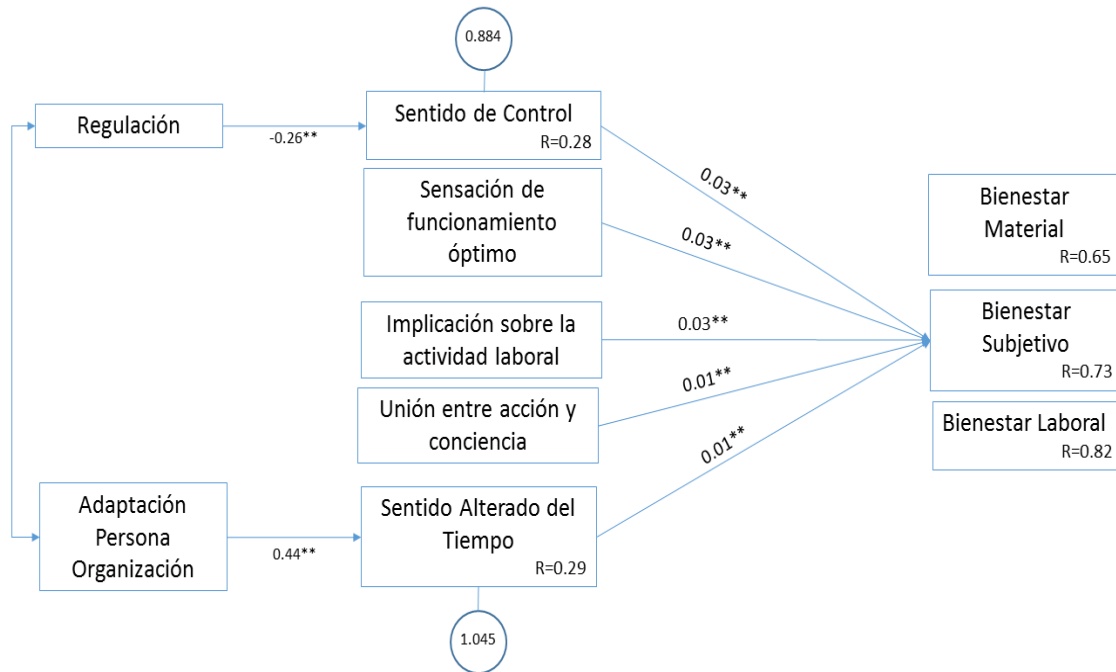 0.884
Regulación
-0.26**
Sentido de Control
R=0.28
Sensación de
funcionamiento
óptimo
Implicación sobre la
actividad laboral
Unión entre acción y
conciencia
Adaptación
Persona
Organización
0.44**
Sentido Alterado del
Tiempo
R=0.29
1.045
0.03**
0.03**
0.03**
0.01**
0.01**
Bienestar
Material
R=0.65
Bienestar
Subjetivo
R=0.73
Bienestar Laboral
R=0.82